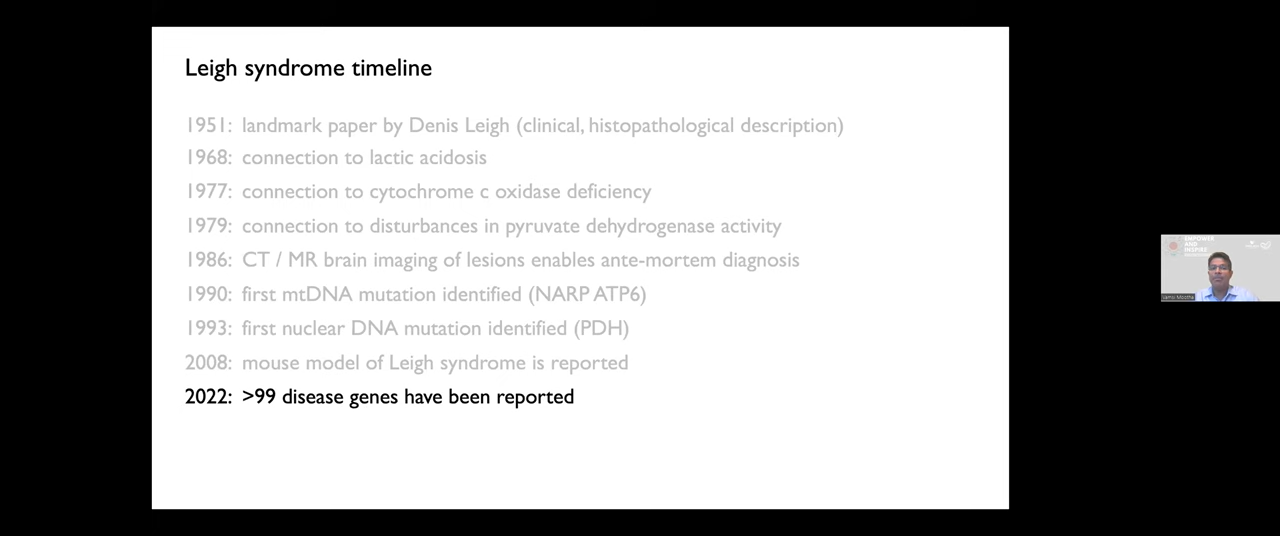 Leigh syndrome timeline
1951: landmark paper by Denis Leigh (clinical, histopathological description)
1968: connection to lactic acidosis
1977: connection to cytochrome c oxidase deficiency
1979: connection to disturbances in pyruvate dehydrogenase activity
1986: CT / MR brain imaging of lesions enables ante-mortem diagnosis
1990: first mtDNA mutation identified (NARP ATP6)
1993: first nuclear DNA mutation identified (PDH)
2008: mouse model of Leigh syndrome is reported
2022: >99 disease genes have been reported
EMPOWER
AND
INSPIRE